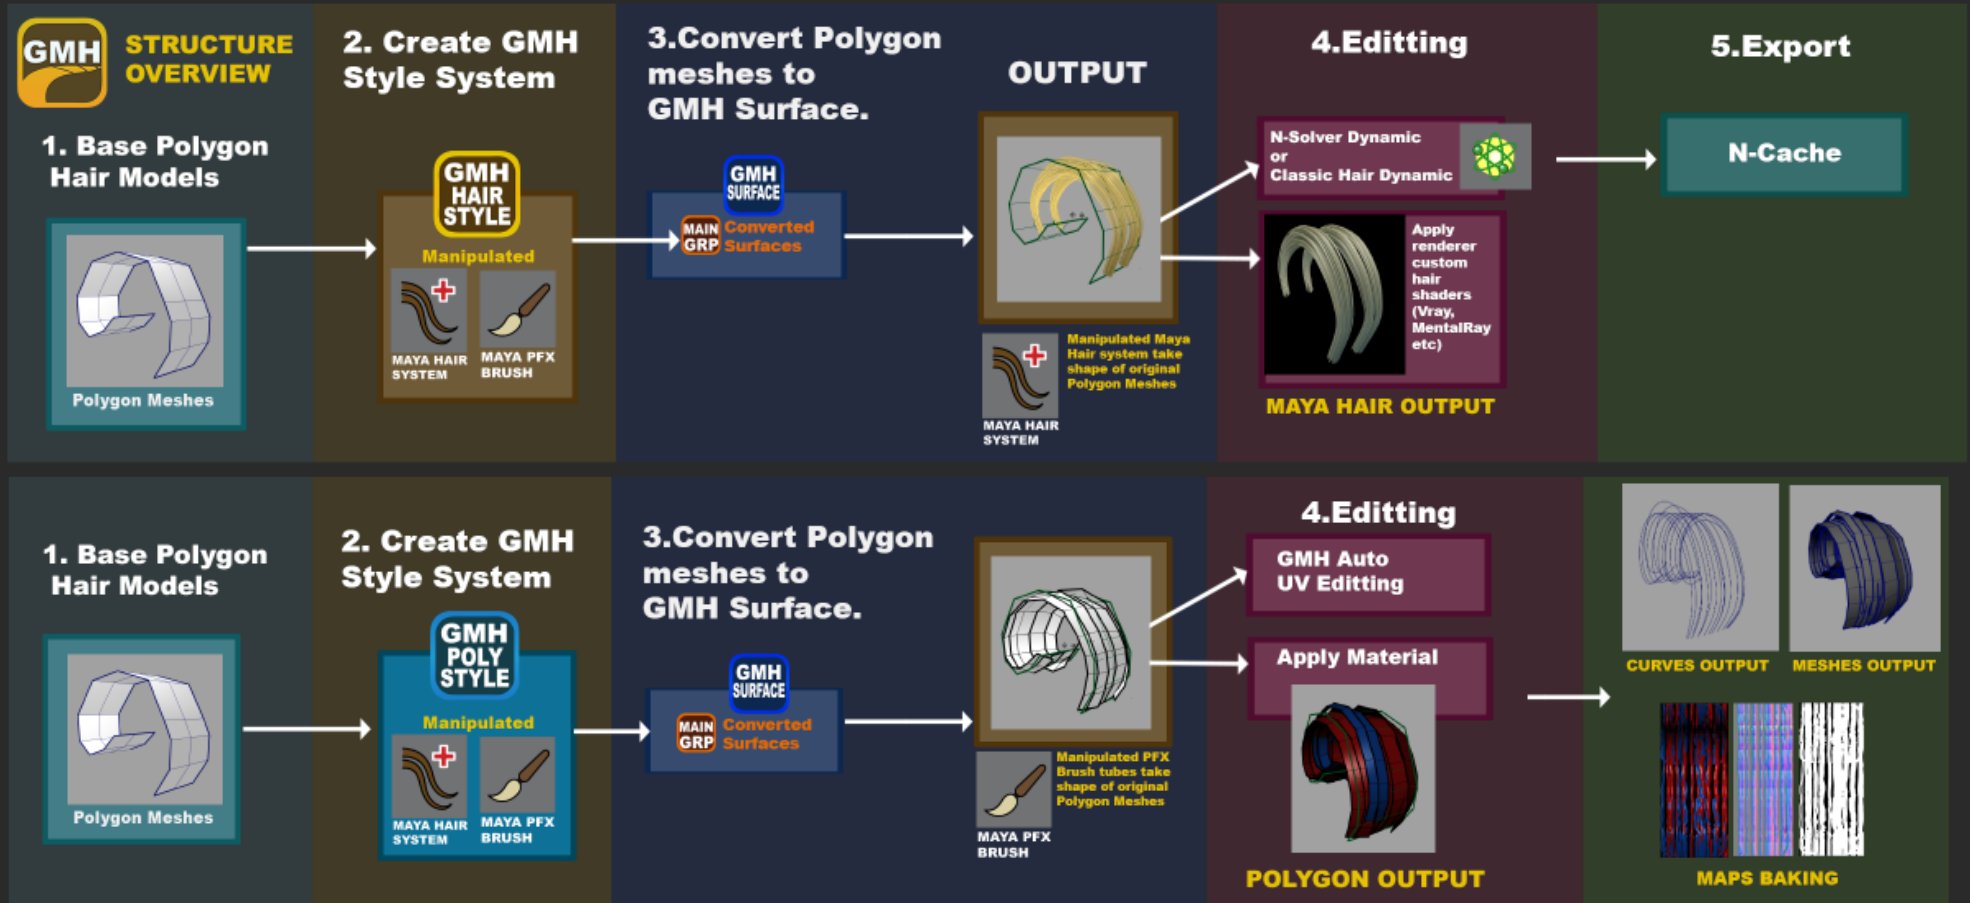 GMH
STRUCTURE
OVERVIEW
1. Base Polygon
Hair Models
Polygon Meshes
2. Create GMH
Style System
GMH
HAIR
STYLE
Manipulated
MAYA HAIR
SYSTEM
MAYA PFX
BRUSH
3.Convert Polygon
meshes to
GMH Surface.
GMH
SURFACE
MAIN
GRP
Converted
Surfaces
OUTPUT
MAYA HAIR
SYSTEM
Manipulated Maya
Hair system take
shape of original
Polygon Meshes
4.Editting
N-Solver Dynamic
or
Classic Hair Dynamic
Apply
renderer
custom
hair
shaders
(Vray,
MentalRay
etc)
MAYA HAIR OUTPUT
5.Export
N-Cache
1. Base Polygon
Hair Models
Polygon Meshes
2. Create GMH
Style System
GMH
POLY
STYLE
Manipulated
MAYA HAIR
SYSTEM
MAYA PFX
BRUSH
3.Convert Polygon
meshes to
GMH Surface.
GMH
SURFACE
MAIN
GRP
Converted
Surfaces
MAYA PFX
BRUSH
Manipulated PFX
Brush tubes take
shape of original
Polygon Meshes
4.Editting
GMH Auto
UV Editting
Apply Material
POLYGON OUTPUT
CURVES OUTPUT
MESHES OUTPUT
MAPS BAKING